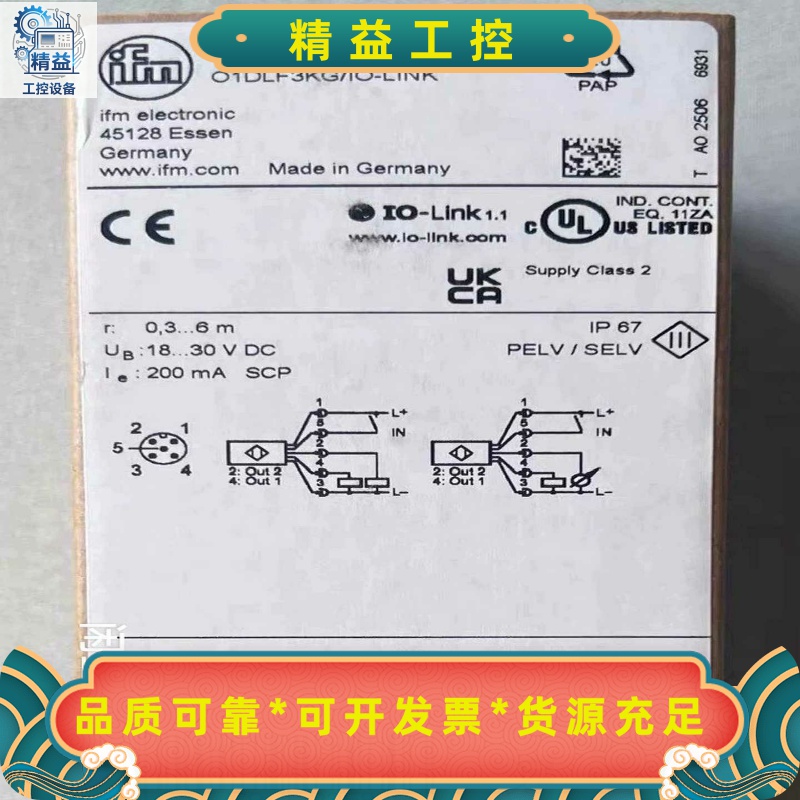 精益工控
精益
工控设备
ifm
O1DLF3KG/IO-LINK
PAP
ifm electronic
45128 Essen
Germany
www.ifm.com
Made in Germany
T AO 2506 6931
CE
IO-Link 1.1
www.io-link.com
C UL US LISTED
IND. CONT.
EQ. 11ZA
UK
CA
Supply Class 2
r: 0,3...6 m
UB: 18...30 V DC
Ie: 200 mA SCP
IP 67
PELV / SELV
III
2 1
5
3 4
1
5
2
4
3
L+
IN
L–
2: Out 2
4: Out 1
1
5
2
4
3
L+
IN
L–
2: Out 2
4: Out 1
品质可靠*可开发票*货源充足